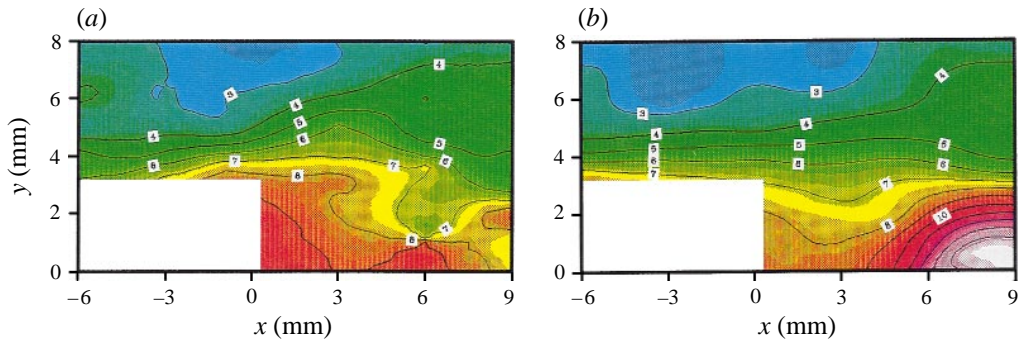 (a) (b)
8 8
6 6
y (mm) 4 4
2 2
0 0
–6 –3 0 3 6 9 –6 –3 0 3 6 9
x (mm) x (mm)
3 4 4 5 6 4 5 6 6 7 8 7 5 6 8 7
3 3 4 4 4 5 6 7 5 6 5 6 7 8 10